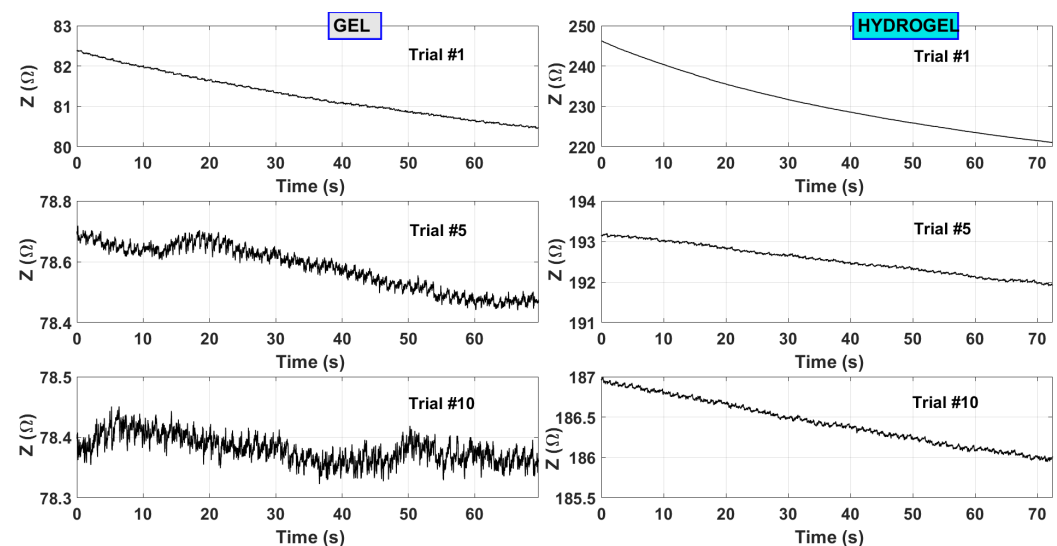 GEL
83
82
81
80
Z (Ω)
Trial #1
0 10 20 30 40 50 60
Time (s)
HYDROGEL
250
240
230
220
Z (Ω)
Trial #1
0 10 20 30 40 50 60 70
Time (s)
78.8
78.6
78.4
Z (Ω)
Trial #5
0 10 20 30 40 50 60
Time (s)
194
193
192
191
Z (Ω)
Trial #5
0 10 20 30 40 50 60 70
Time (s)
78.5
78.4
78.3
Z (Ω)
Trial #10
0 10 20 30 40 50 60
Time (s)
187
186.5
186
185.5
Z (Ω)
Trial #10
0 10 20 30 40 50 60 70
Time (s)